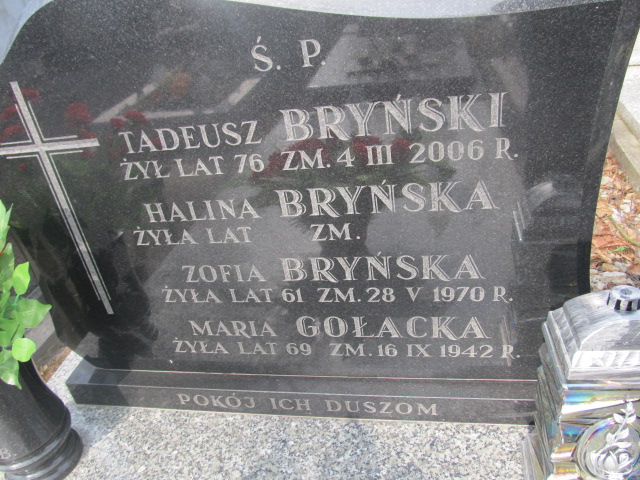 Ś. P.
TADEUSZ BRYŃSKI
ŻYŁ LAT 76 ZM. 4 III 2006 R.
HALINA BRYŃSKA
ŻYŁA LAT ZM.
ZOFIA BRYŃSKA
ŻYŁA LAT 61 ZM. 28 V 1970 R.
MARIA GOŁACKA
ŻYŁA LAT 69 ZM. 16 IX 1942 R.
POKÓJ ICH DUSZOM